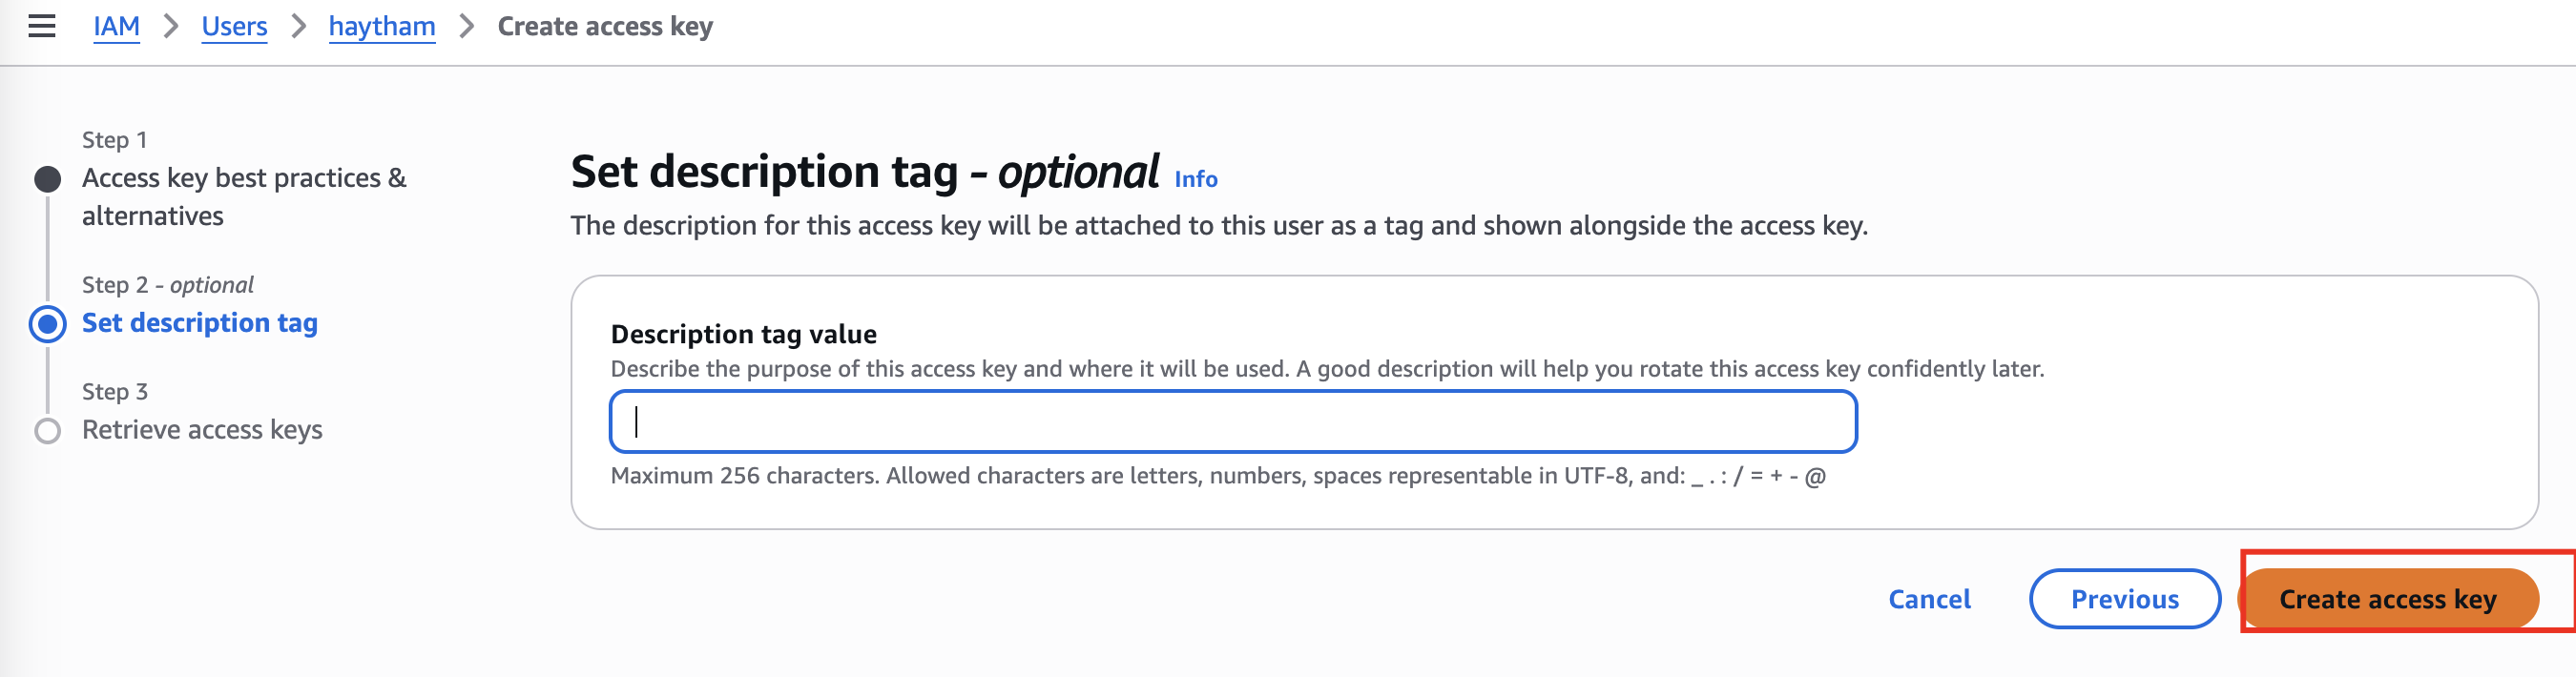 IAM > Users > haytham > Create access key
Step 1
Access key best practices &
alternatives
Step 2 - optional
Set description tag
Step 3
Retrieve access keys
Set description tag - optional Info
The description for this access key will be attached to this user as a tag and shown alongside the access key.
Description tag value
Describe the purpose of this access key and where it will be used. A good description will help you rotate this access key confidently later.
Maximum 256 characters. Allowed characters are letters, numbers, spaces representable in UTF-8, and: _ . : / = + - @
Cancel Previous Create access key